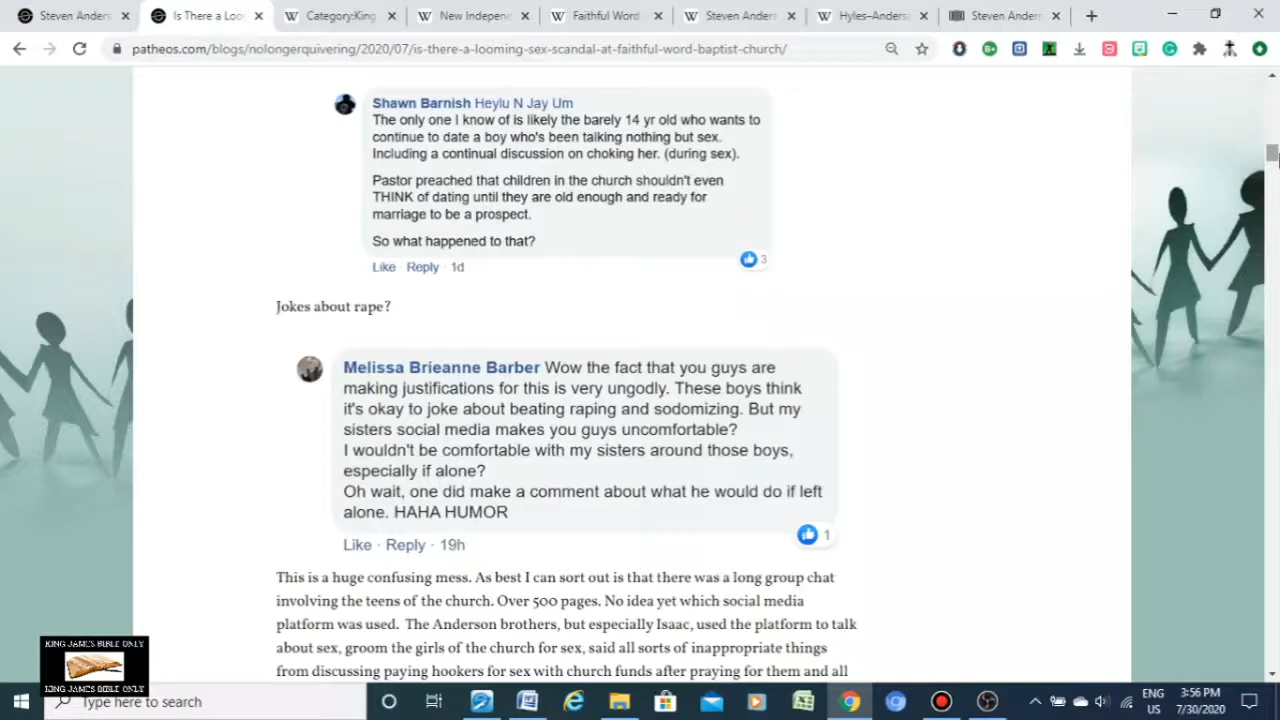 Steven Anders
Is There a Loo
Category:King
New Indepen
Faithful Word
Steven Ander
Hyles–Anders
Steven Ander
patheos.com/blogs/nolongerquivering/2020/07/is-there-a-looming-sex-scandal-at-faithful-word-baptist-church/
Shawn Barnish Heylu N Jay Um
The only one I know of is likely the barely 14 yr old who wants to
continue to date a boy who's been talking nothing but sex.
Including a continual discussion on choking her. (during sex).
Pastor preached that children in the church shouldn't even
THINK of dating until they are old enough and ready for
marriage to be a prospect.
So what happened to that?
3
Like · Reply · 1d
Jokes about rape?
Melissa Brieanne Barber Wow the fact that you guys are
making justifications for this is very ungodly. These boys think
it's okay to joke about beating raping and sodomizing. But my
sisters social media makes you guys uncomfortable?
I wouldn't be comfortable with my sisters around those boys,
especially if alone?
Oh wait, one did make a comment about what he would do if left
alone. HAHA HUMOR
1
Like · Reply · 19h
This is a huge confusing mess. As best I can sort out is that there was a long group chat
involving the teens of the church. Over 500 pages. No idea yet which social media
platform was used. The Anderson brothers, but especially Isaac, used the platform to talk
about sex, groom the girls of the church for sex, said all sorts of inappropriate things
from discussing paying hookers for sex with church funds after praying for them and all
KING JAMES BIBLE ONLY
KING JAMES BIBLE ONLY
Type here to search
ENG
US
3:56 PM
7/30/2020